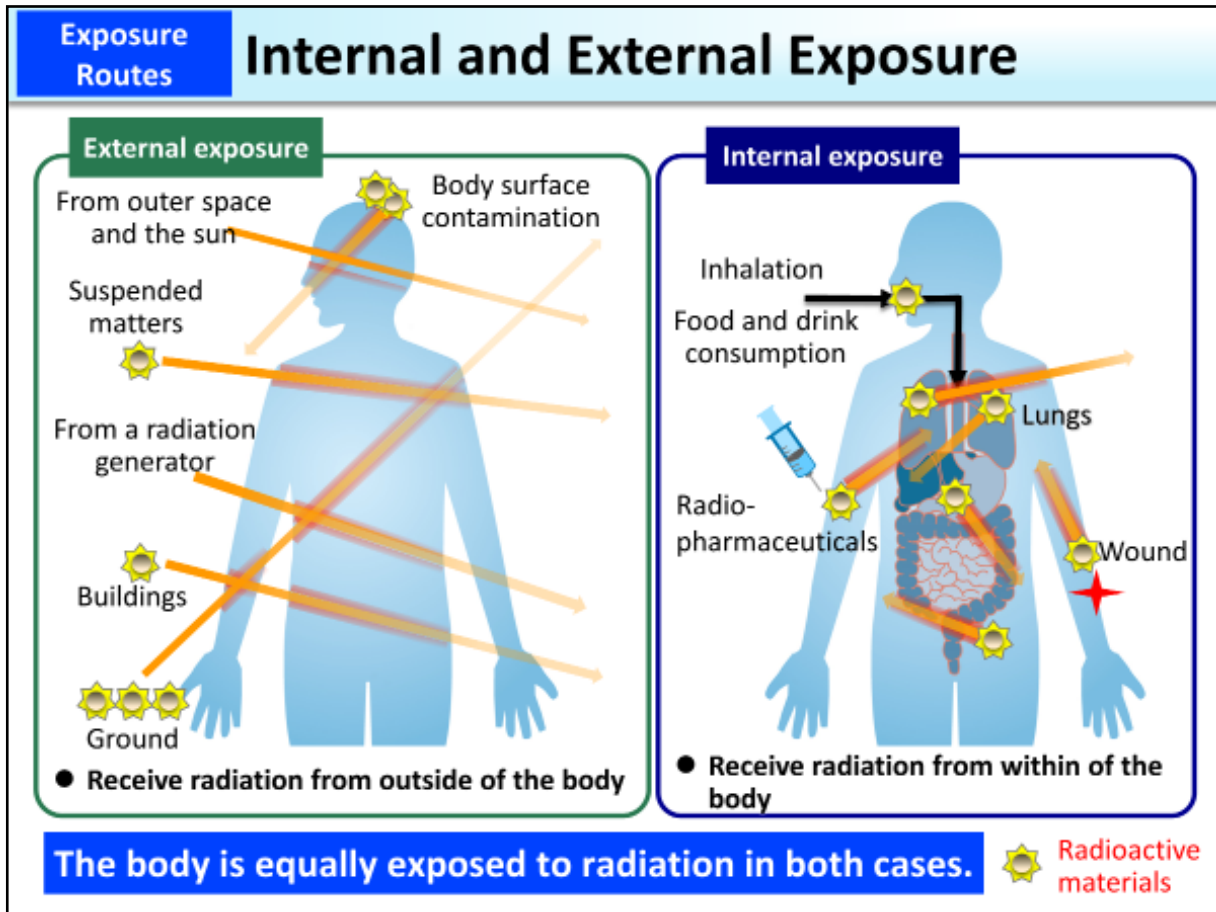 Exposure
Routes
Internal and External Exposure
External exposure
From outer space
and the sun
Body surface
contamination
Suspended
matters
From a radiation
generator
Buildings
Ground
● Receive radiation from outside of the body
Internal exposure
Inhalation
Food and drink
consumption
Lungs
Radio-
pharmaceuticals
Wound
● Receive radiation from within of the
body
The body is equally exposed to radiation in both cases.
Radioactive
materials